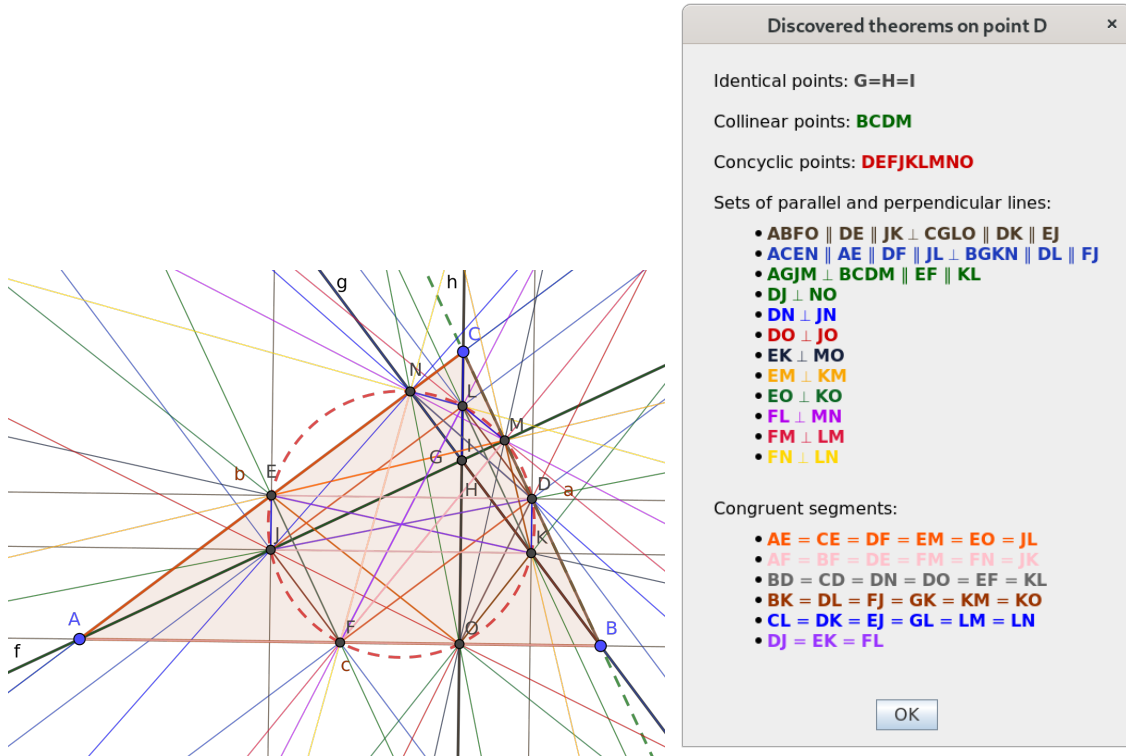 Discovered theorems on point D
×
Identical points: G=H=I
Collinear points: BCDM
Concyclic points: DEFJKLMNO
Sets of parallel and perpendicular lines:
• ABFO ∥ DE ∥ JK ⊥ CGLO ∥ DK ∥ EJ
• ACEN ∥ AE ∥ DF ∥ JL ⊥ BGKN ∥ DL ∥ FJ
• AGJM ⊥ BCDM ∥ EF ∥ KL
• DJ ⊥ NO
• DN ⊥ JN
• DO ⊥ JO
• EK ⊥ MO
• EM ⊥ KM
• EO ⊥ KO
• FL ⊥ MN
• FM ⊥ LM
• FN ⊥ LN
Congruent segments:
• AE = CE = DF = EM = EO = JL
• AF = BF = DE = FM = FN = JK
• BD = CD = DN = DO = EF = KL
• BK = DL = FJ = GK = KM = KO
• CL = DK = EJ = GL = LM = LN
• DJ = EK = FL
OK
g
h
C
N
L
M
I
G
b
E
H
D
a
J
K
A
F
O
B
f
c